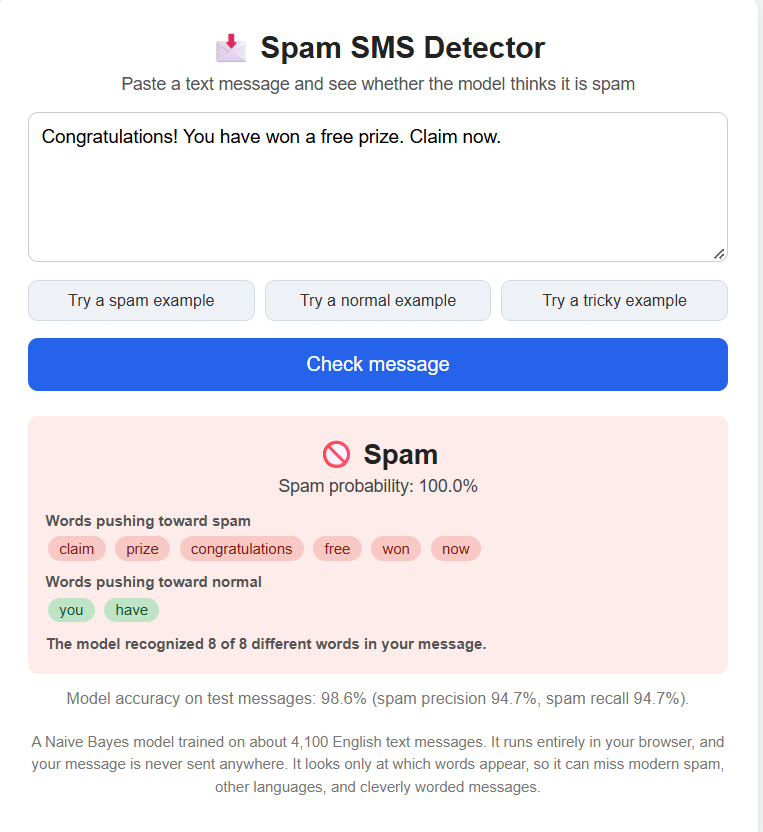 Spam SMS Detector
Paste a text message and see whether the model thinks it is spam
Congratulations! You have won a free prize. Claim now.
Try a spam example
Try a normal example
Try a tricky example
Check message
Spam
Spam probability: 100.0%
Words pushing toward spam
claim prize congratulations free won now
Words pushing toward normal
you have
The model recognized 8 of 8 different words in your message.
Model accuracy on test messages: 98.6% (spam precision 94.7%, spam recall 94.7%).
A Naive Bayes model trained on about 4,100 English text messages. It runs entirely in your browser, and
your message is never sent anywhere. It looks only at which words appear, so it can miss modern spam,
other languages, and cleverly worded messages.